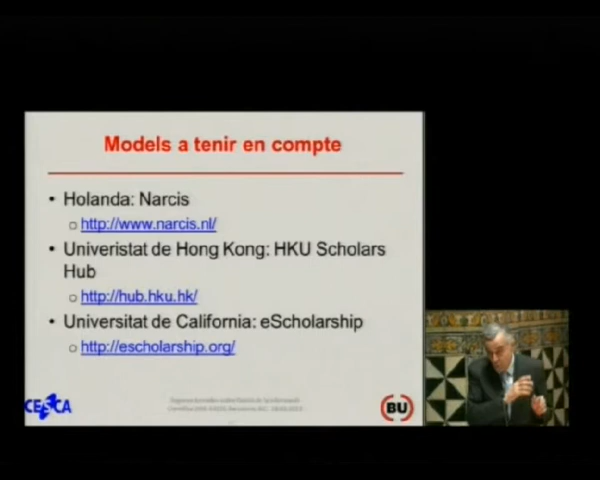 Models a tenir en compte
• Holanda: Narcis
o http://www.narcis.nl/
• Univeristat de Hong Kong: HKU Scholars
Hub
o http://hub.hku.hk/
• Universitat de California: eScholarship
o http://escholarship.org/
CESCA
BU